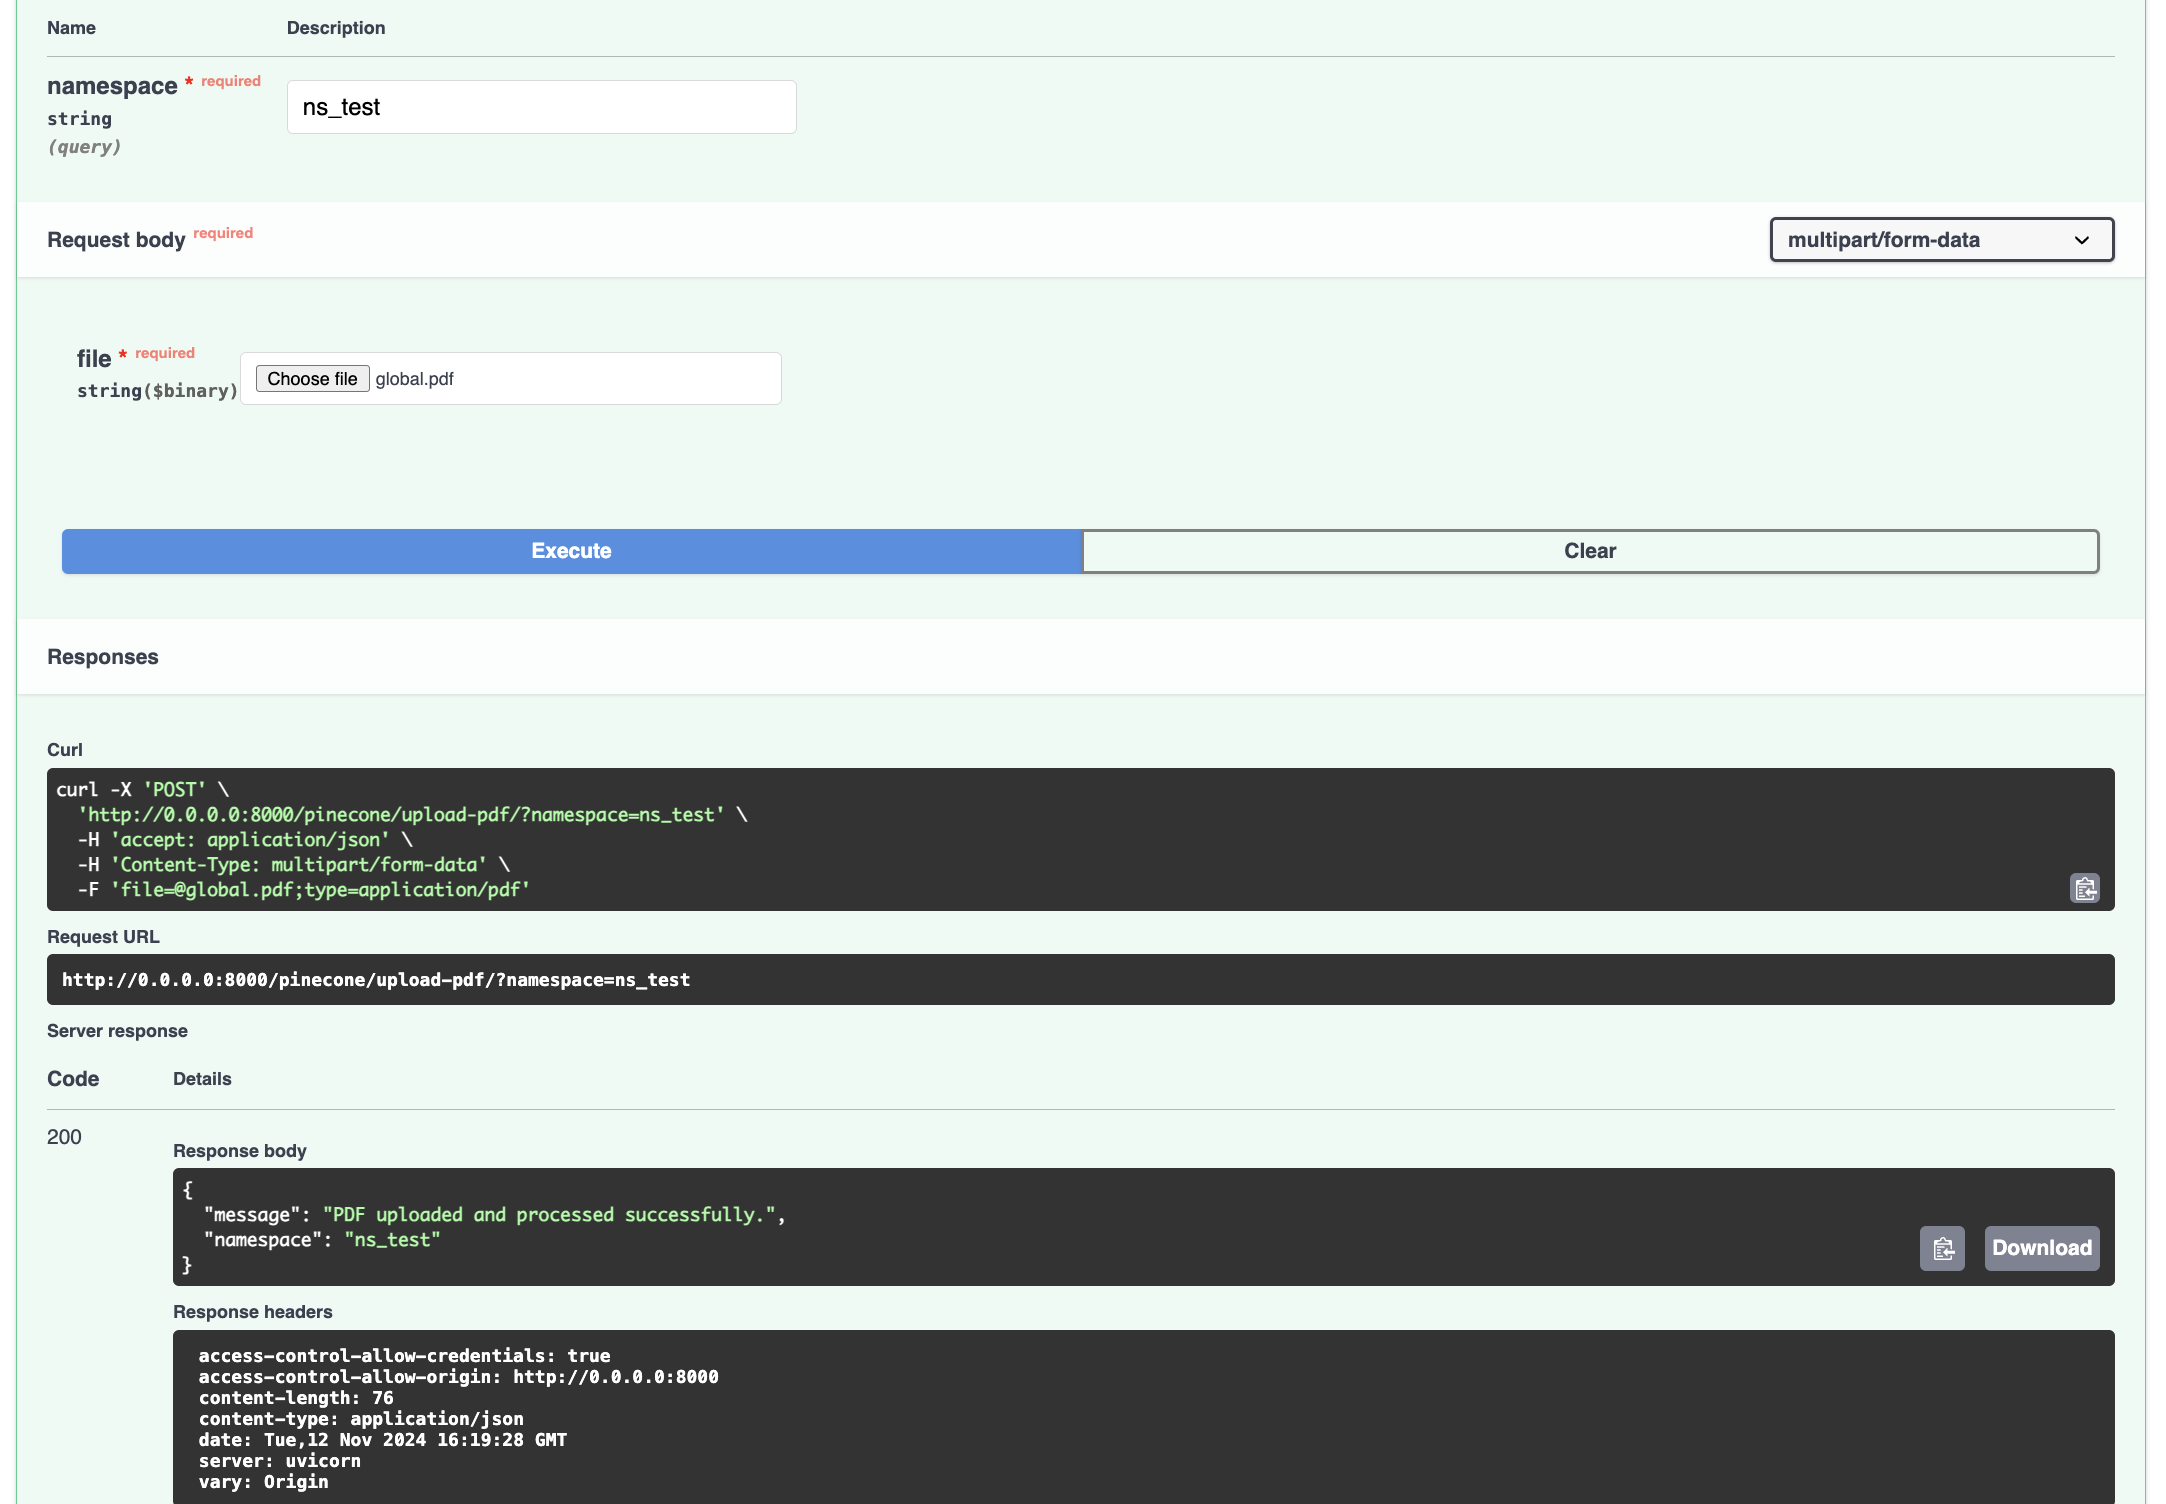 Name Description
namespace * required
ns_test
string
(query)
Request body required
multipart/form-data
file * required
string($binary)
Choose file global.pdf
Execute Clear
Responses
Curl
curl -X 'POST' \
'http://0.0.0.0:8000/pinecone/upload-pdf/?namespace=ns_test' \
-H 'accept: application/json' \
-H 'Content-Type: multipart/form-data' \
-F 'file=@global.pdf;type=application/pdf'
Request URL
http://0.0.0.0:8000/pinecone/upload-pdf/?namespace=ns_test
Server response
Code Details
200
Response body
{
"message": "PDF uploaded and processed successfully.",
"namespace": "ns_test"
}
Download
Response headers
access-control-allow-credentials: true
access-control-allow-origin: http://0.0.0.0:8000
content-length: 76
content-type: application/json
date: Tue,12 Nov 2024 16:19:28 GMT
server: uvicorn
vary: Origin